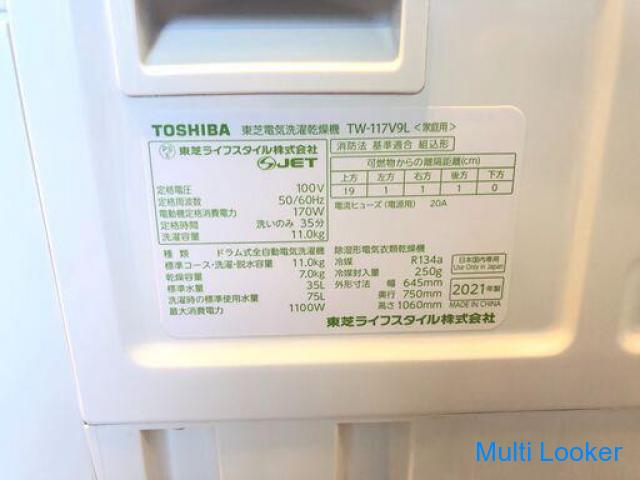 TOSHIBA 東芝電気洗濯乾燥機 TW-117V9L <家庭用>
東芝ライフスタイル株式会社
PS E JET
定格電圧 100V
定格周波数 50/60Hz
電動機定格消費電力 170W
定格時間 洗いのみ 35分
洗濯容量 11.0kg
消防法 基準適合 組込形
可燃物からの離隔距離(cm)
上方 左方 右方 後方 下方
19 1 1 1 0
電流ヒューズ(電源用) 20A
種類 ドラム式全自動電気洗濯機
標準コース・洗濯・脱水容量 11.0kg
乾燥容量 7.0kg
標準水量 35L
洗濯時の標準使用水量 75L
最大消費電力 1100W
除湿形電気衣類乾燥機
冷媒 R134a
冷媒封入量 250g
外形寸法 幅 645mm
奥行 750mm
高さ 1060mm
日本国内専用
Use Only in Japan
2021年製
MADE IN CHINA
東芝ライフスタイル株式会社
Multi Looker